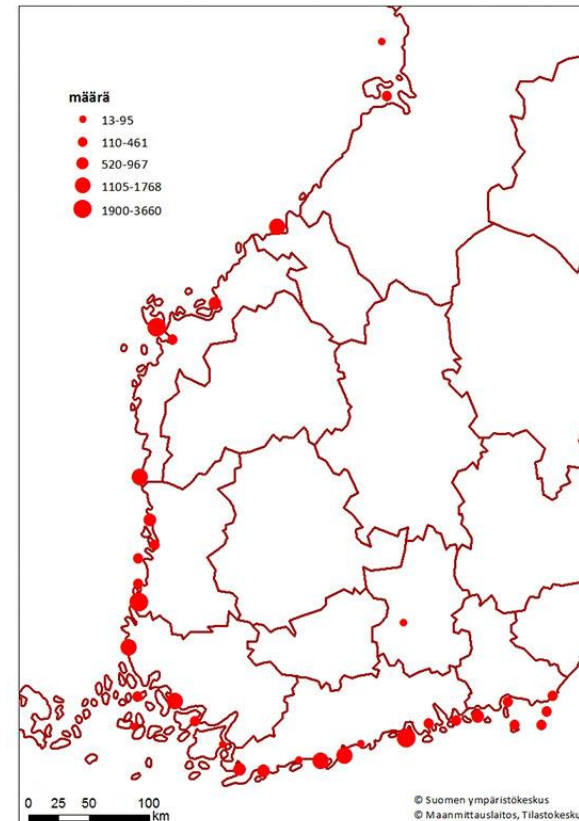 määrä
13-95
110-461
520-967
1105-1768
1900-3660
0 25 50 100
km
© Suomen ympäristökeskus
© Maanmittauslaitos, Tilastokesku